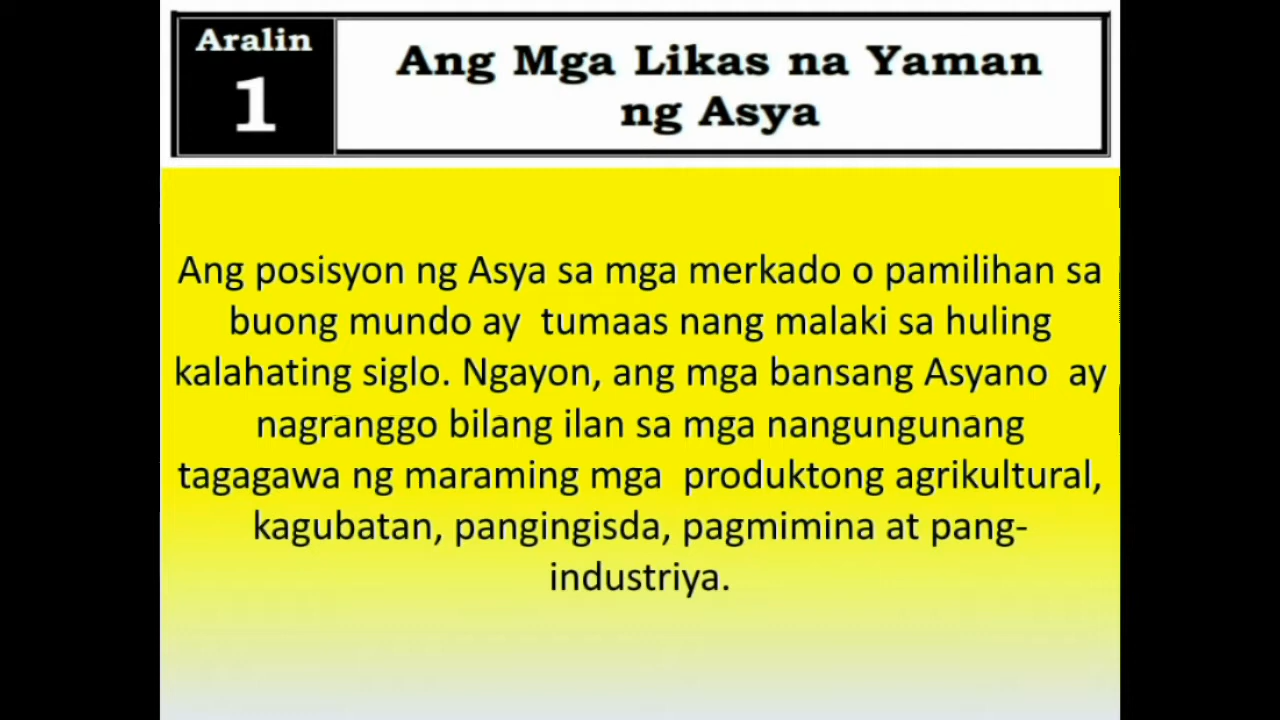 Aralin
1
Ang Mga Likas na Yaman
ng Asya
Ang posisyon ng Asya sa mga merkado o pamilihan sa
buong mundo ay tumaas nang malaki sa huling
kalahating siglo. Ngayon, ang mga bansang Asyano ay
nagranggo bilang ilan sa mga nangungunang
tagagawa ng maraming mga produktong agrikultural,
kagubatan, pangingisda, pagmimina at pang-
industriya.